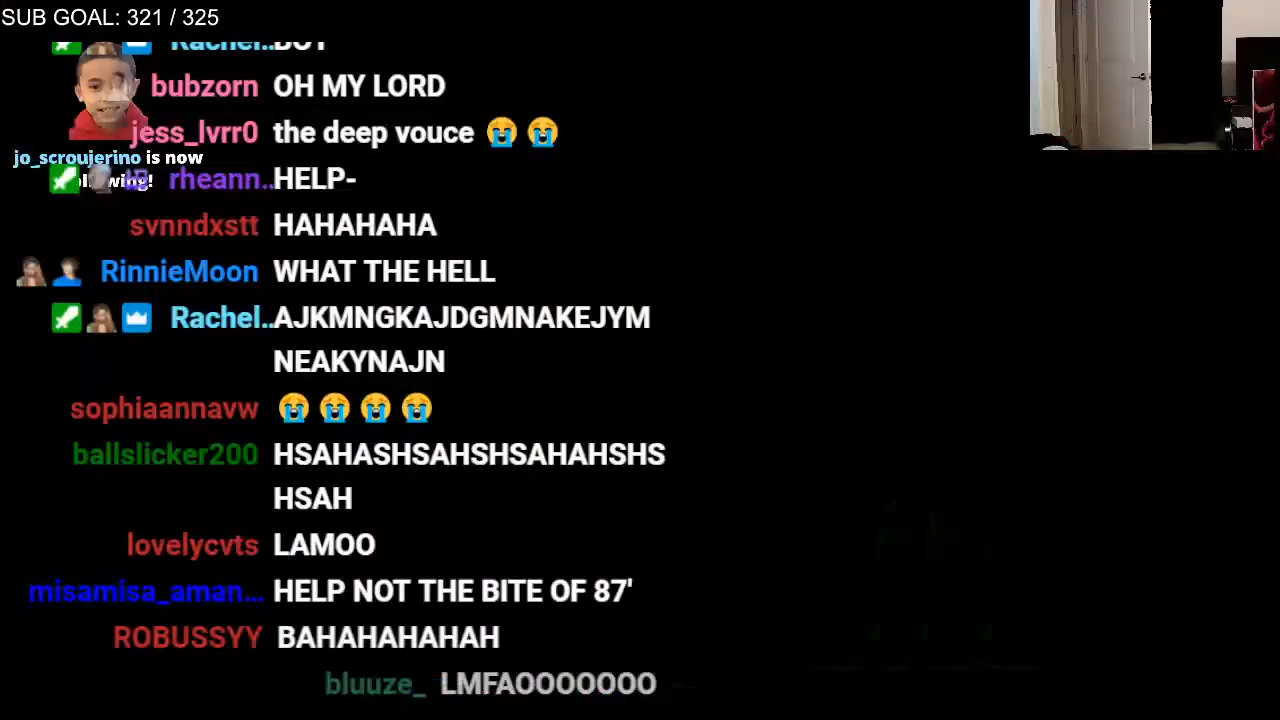 SUB GOAL: 321 / 325
Rachel..BOT
bubzorn OH MY LORD
jess_lvrr0 the deep vouce 😭 😭
jo_scroujerino is now
rheann..HELP-
svnndxstt HAHAHAHA
RinnieMoon WHAT THE HELL
Rachel..AJKMNGKAJDGMNAKEJYM
NEAKYNAJN
sophiaannavw 😭 😭 😭 😭
ballslicker200 HSAHASHSAHSHSAHAHSHS
HSAH
lovelycvts LAMOO
misamisa_aman... HELP NOT THE BITE OF 87'
ROBUSSYY BAHAHAHAHAH
bluuze_ LMFAOOOOOOO